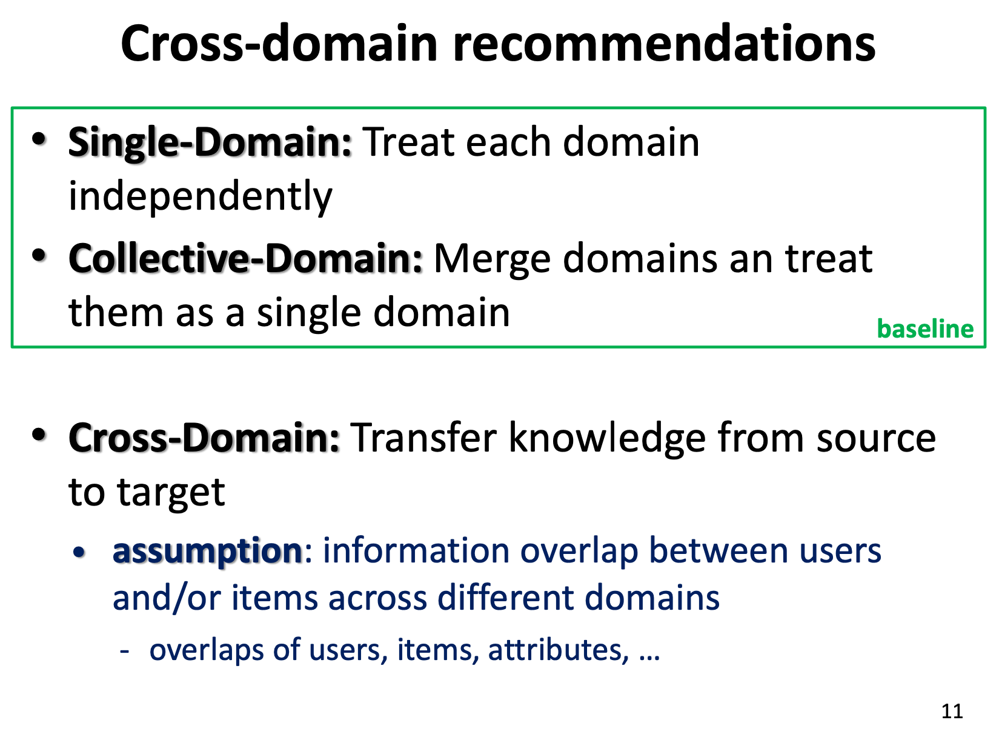 Cross-domain recommendations
• Single-Domain: Treat each domain
independently
• Collective-Domain: Merge domains an treat
them as a single domain
baseline
• Cross-Domain: Transfer knowledge from source
to target
• assumption: information overlap between users
and/or items across different domains
- overlaps of users, items, attributes, ...
11